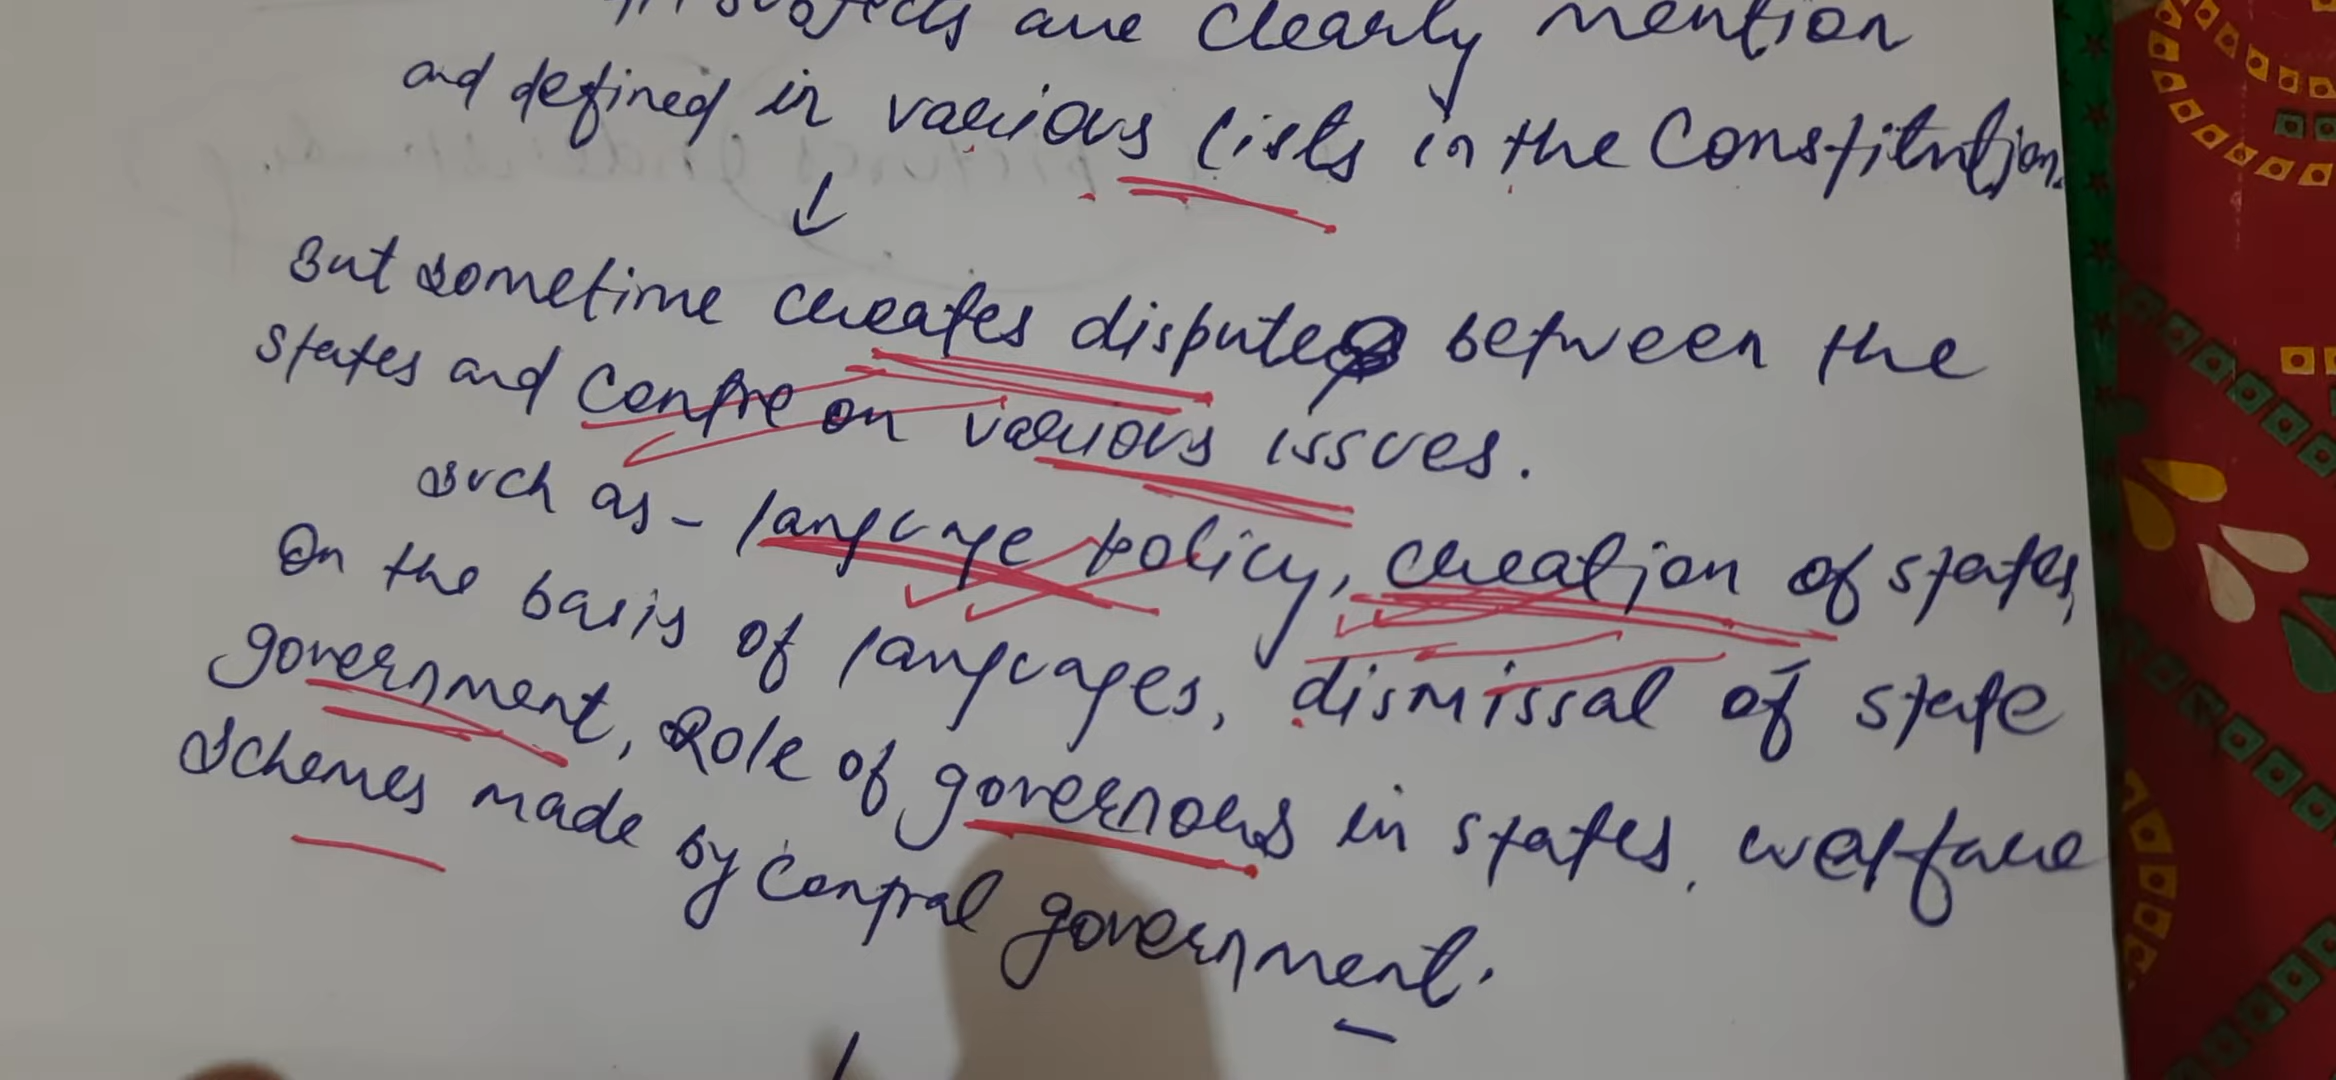 subjects are clearly mention
and defined in various lists in the Constitution.
↓
But sometime creates dispute between the
states and Centre on various issues.
such as - language policy, creation of states,
On the basis of languages, dismissal of state
government, Role of governors in states, welfare
schemes made by Central government.